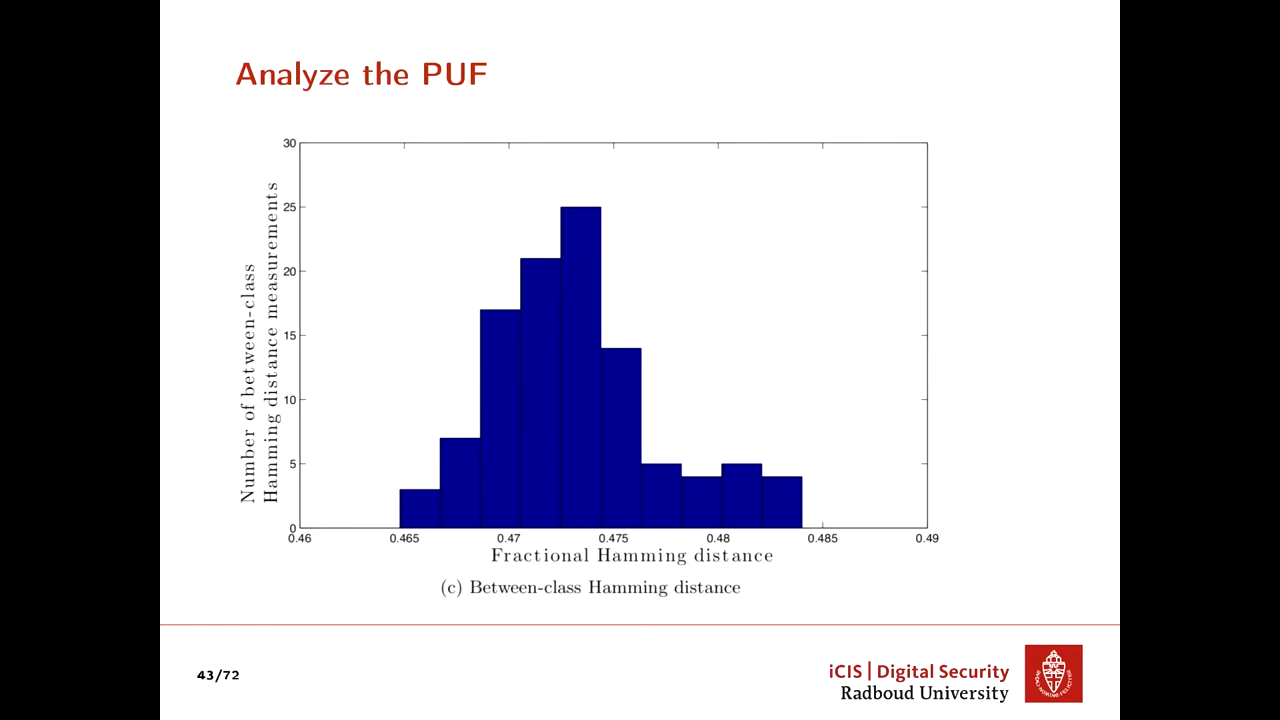 Analyze the PUF
30
25
20
15
10
5
0
Number of between-class
Hamming distance measurements
0.46 0.465 0.47 0.475 0.48 0.485 0.49
Fractional Hamming distance
(c) Between-class Hamming distance
43/72
iCIS | Digital Security
Radboud University